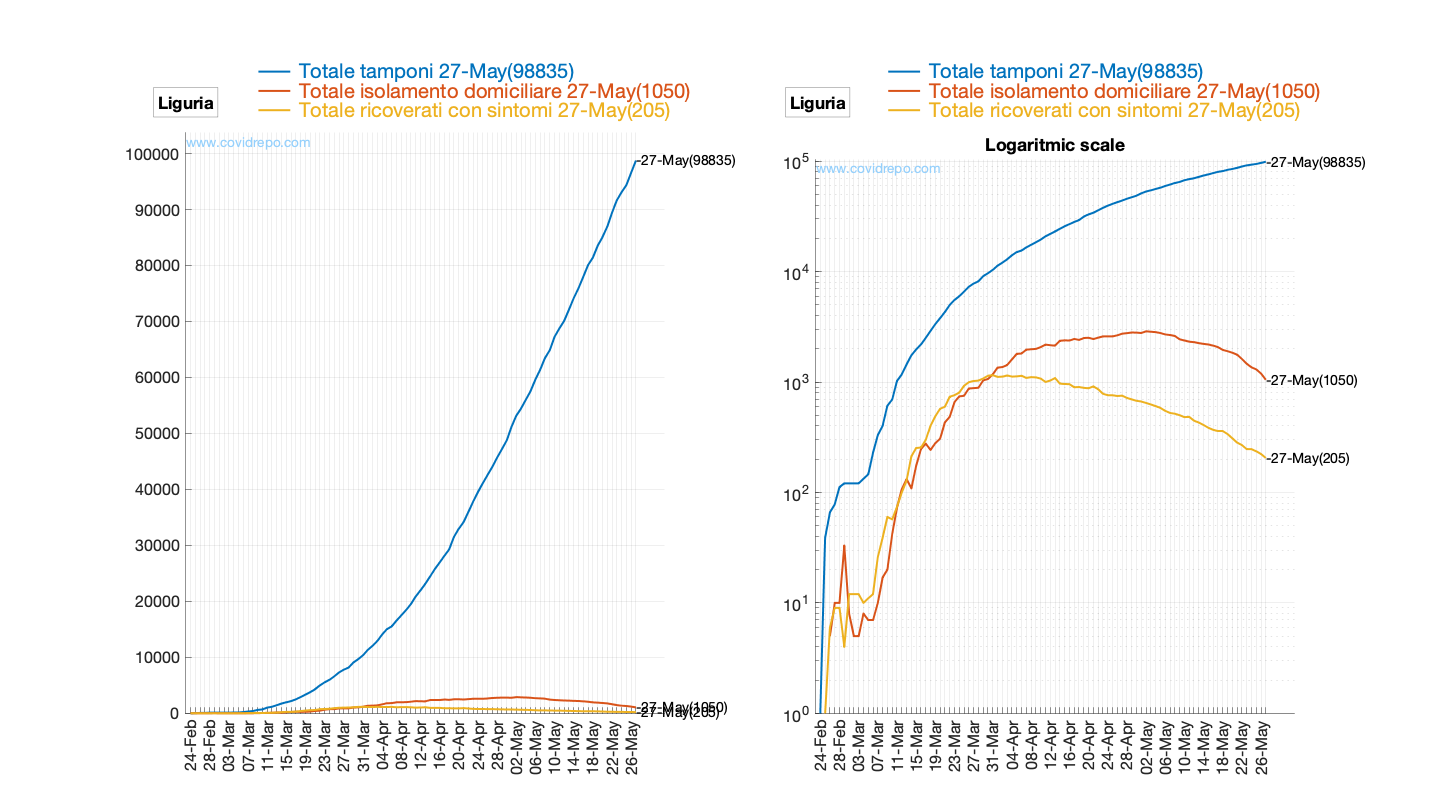 Totale tamponi 27-May(98835)
Totale isolamento domiciliare 27-May(1050)
Totale ricoverati con sintomi 27-May(205)
Liguria
www.covidrepo.com
100000
90000
80000
70000
60000
50000
40000
30000
20000
10000
0
-27-May(98835)
-27-May(1050)
-27-May(205)
24-Feb
28-Feb
03-Mar
07-Mar
11-Mar
15-Mar
19-Mar
23-Mar
27-Mar
31-Mar
04-Apr
08-Apr
12-Apr
16-Apr
20-Apr
24-Apr
28-Apr
02-May
06-May
10-May
14-May
18-May
22-May
26-May
Totale tamponi 27-May(98835)
Totale isolamento domiciliare 27-May(1050)
Totale ricoverati con sintomi 27-May(205)
Liguria
Logaritmic scale
www.covidrepo.com
10^5
10^4
10^3
10^2
10^1
10^0
-27-May(98835)
-27-May(1050)
-27-May(205)
24-Feb
28-Feb
03-Mar
07-Mar
11-Mar
15-Mar
19-Mar
23-Mar
27-Mar
31-Mar
04-Apr
08-Apr
12-Apr
16-Apr
20-Apr
24-Apr
28-Apr
02-May
06-May
10-May
14-May
18-May
22-May
26-May